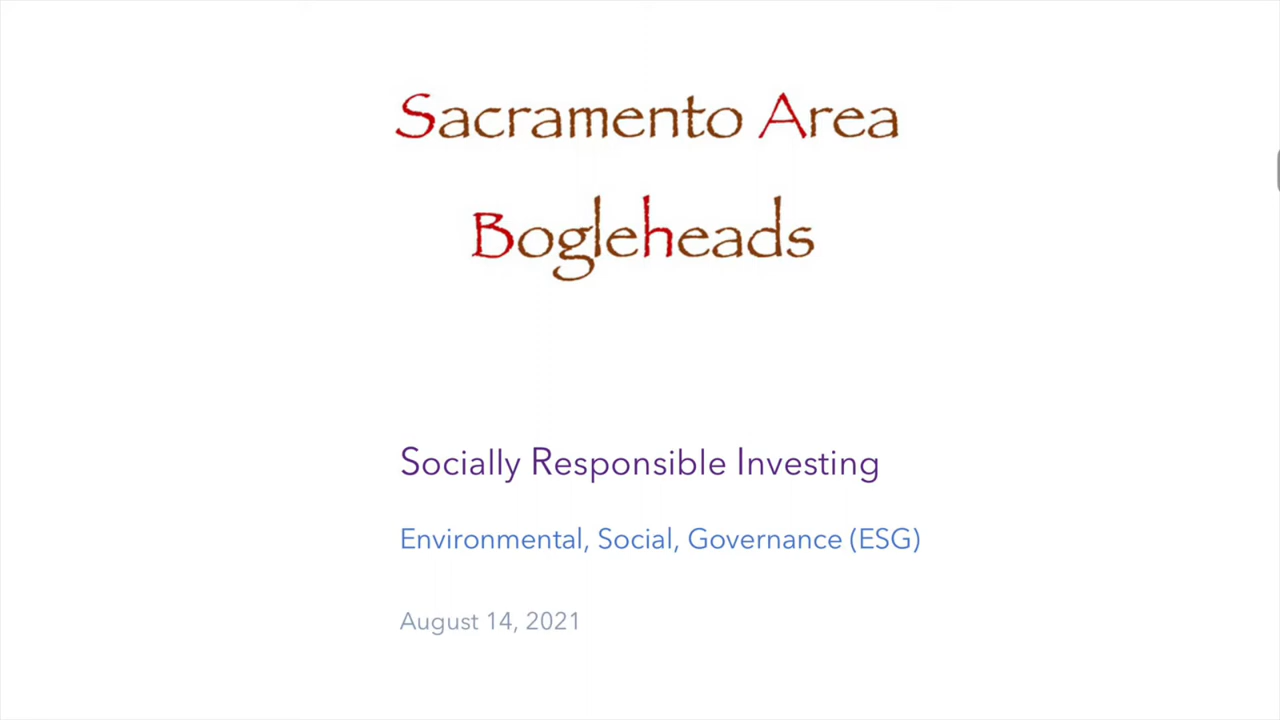 Sacramento Area
Bogleheads
Socially Responsible Investing
Environmental, Social, Governance (ESG)
August 14, 2021